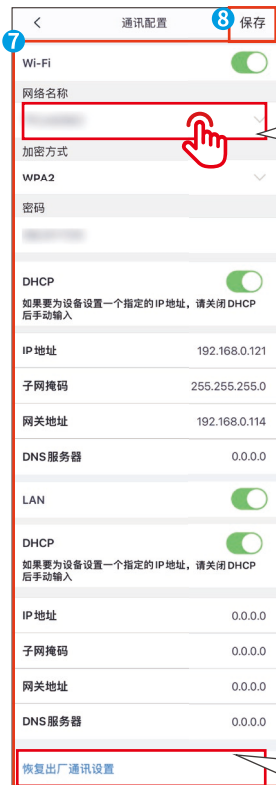 通讯配置
8
保存
7
Wi-Fi
网络名称
加密方式
WPA2
密码
DHCP
如果要为设备设置一个指定的IP地址，请关闭DHCP
后手动输入
IP地址 192.168.0.121
子网掩码 255.255.255.0
网关地址 192.168.0.114
DNS服务器 0.0.0.0
LAN
DHCP
如果要为设备设置一个指定的IP地址，请关闭DHCP
后手动输入
IP地址 0.0.0.0
子网掩码 0.0.0.0
网关地址 0.0.0.0
DNS服务器 0.0.0.0
恢复出厂通讯设置